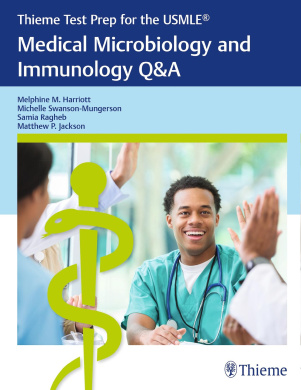 Thieme Test Prep for the USMLE®
Medical Microbiology and
Immunology Q&A
Melphine M. Harriott
Michelle Swanson-Mungerson
Samia Ragheb
Matthew P. Jackson
Thieme